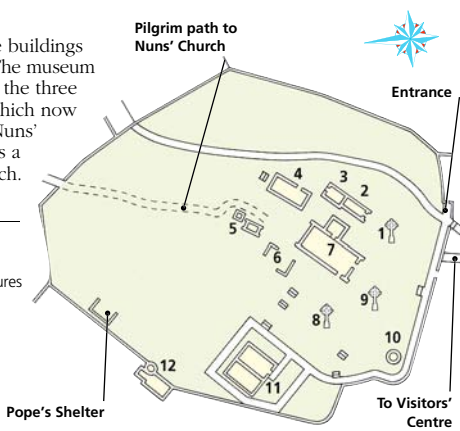 e buildings
The museum
the three
which now
Nuns'
s a
ch.
ures
Pilgrim path to
Nuns' Church
Entrance
4
3
2
1
5
6
7
8
9
10
11
12
Pope's Shelter
To Visitors'
Centre